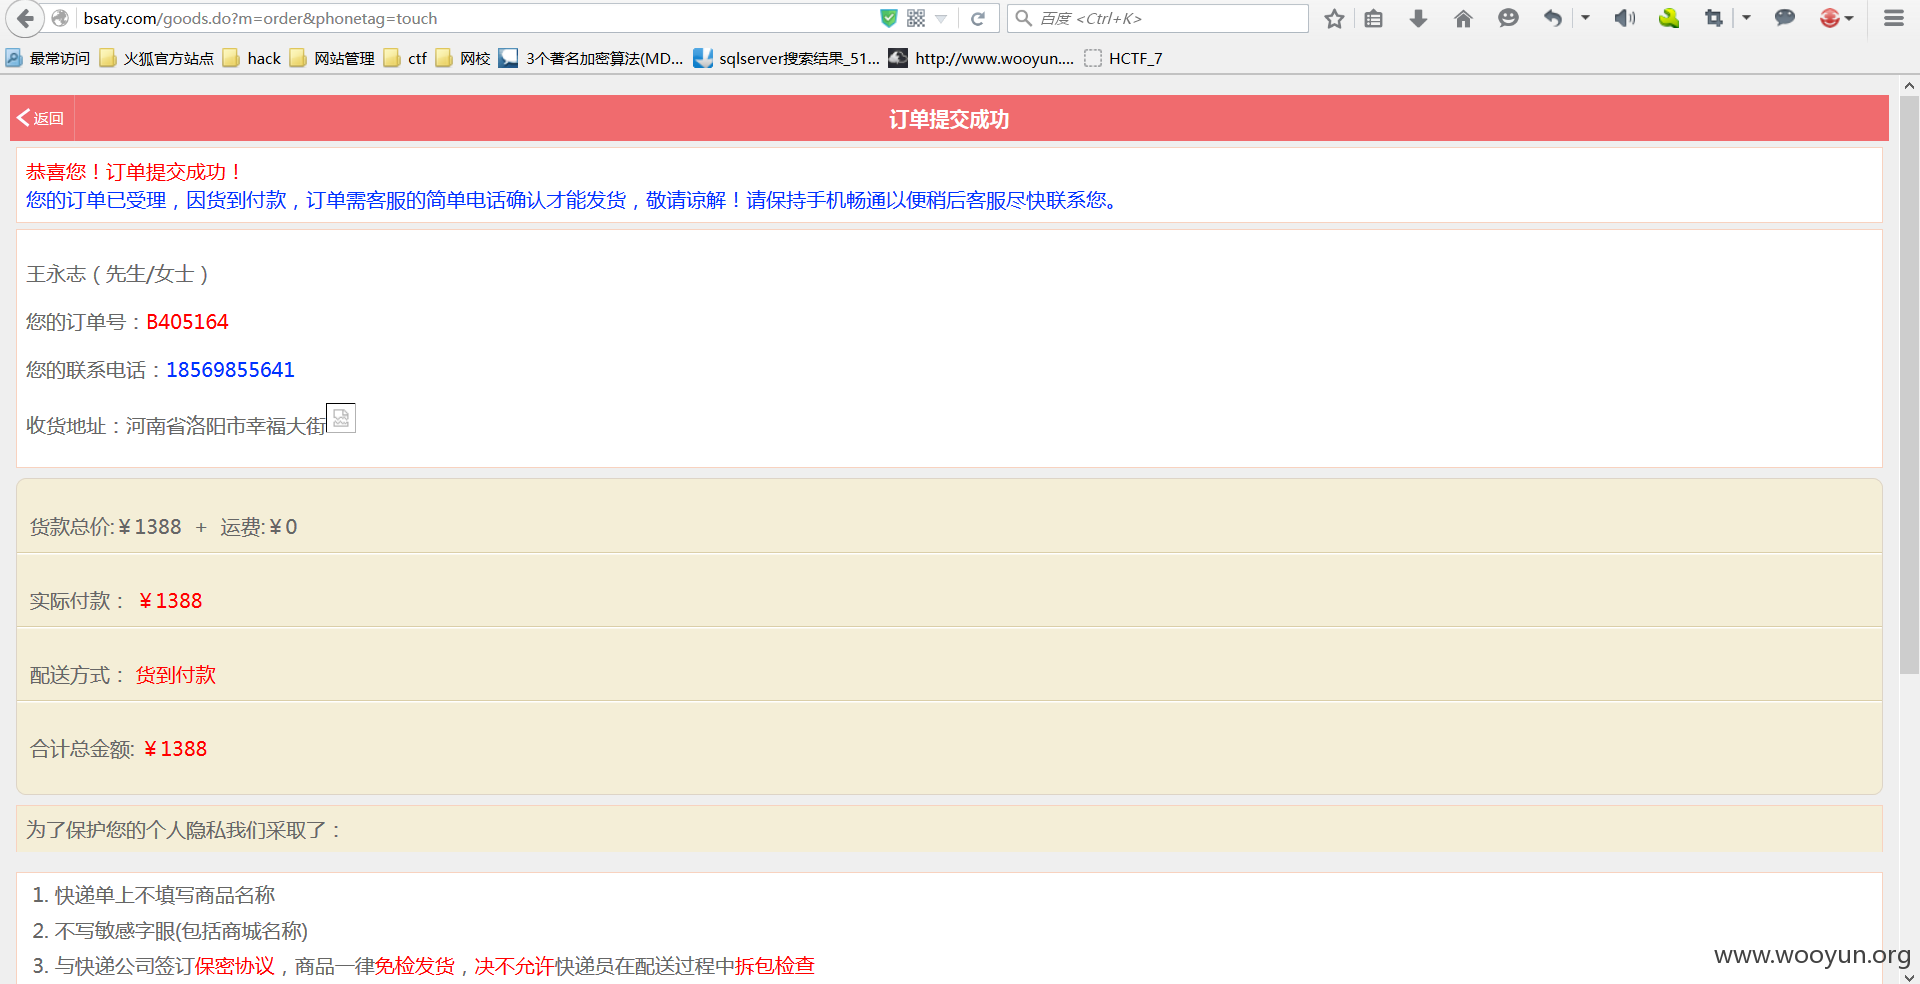 bsaty.com/goods.do?m=order&phonetag=touch
百度 <Ctrl+K>
最常访问 火狐官方站点 hack 网站管理 ctf 网校 3个著名加密算法(MD... sqlserver搜索结果_51... http://www.wooyun.... HCTF_7
返回
订单提交成功
恭喜您！订单提交成功！
您的订单已受理，因货到付款，订单需客服的简单电话确认才能发货，敬请谅解！请保持手机畅通以便稍后客服尽快联系您。
王永志（先生/女士）
您的订单号：B405164
您的联系电话：18569855641
收货地址：河南省洛阳市幸福大街
货款总价:￥1388 + 运费:￥0
实际付款： ￥1388
配送方式： 货到付款
合计总金额: ￥1388
为了保护您的个人隐私我们采取了：
1. 快递单上不填写商品名称
2. 不写敏感字眼(包括商城名称)
3. 与快递公司签订保密协议，商品一律免检发货，决不允许快递员在配送过程中拆包检查
www.wooyun.org